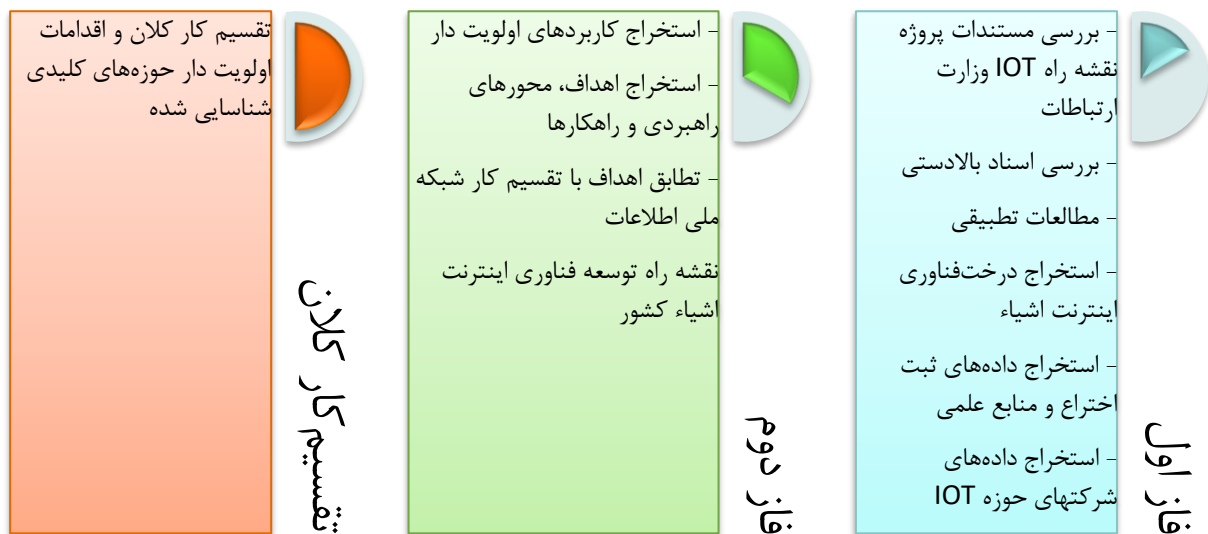 فاز اول
- بررسی مستندات پروژه
نقشه راه IOT وزارت
ارتباطات
- بررسی اسناد بالادستی
- مطالعات تطبیقی
- استخراج درخت‌فناوری
اینترنت اشیاء
- استخراج داده‌های ثبت
اختراع و منابع علمی
- استخراج داده‌های
شرکتهای حوزه IOT
فاز دوم
- استخراج کاربردهای اولویت دار
- استخراج اهداف، محورهای
راهبردی و راهکارها
- تطابق اهداف با تقسیم کار شبکه
ملی اطلاعات
نقشه راه توسعه فناوری اینترنت
اشیاء کشور
تقسیم‌کار کلان
تقسیم کار کلان و اقدامات
اولویت دار حوزه‌های کلیدی
شناسایی شده